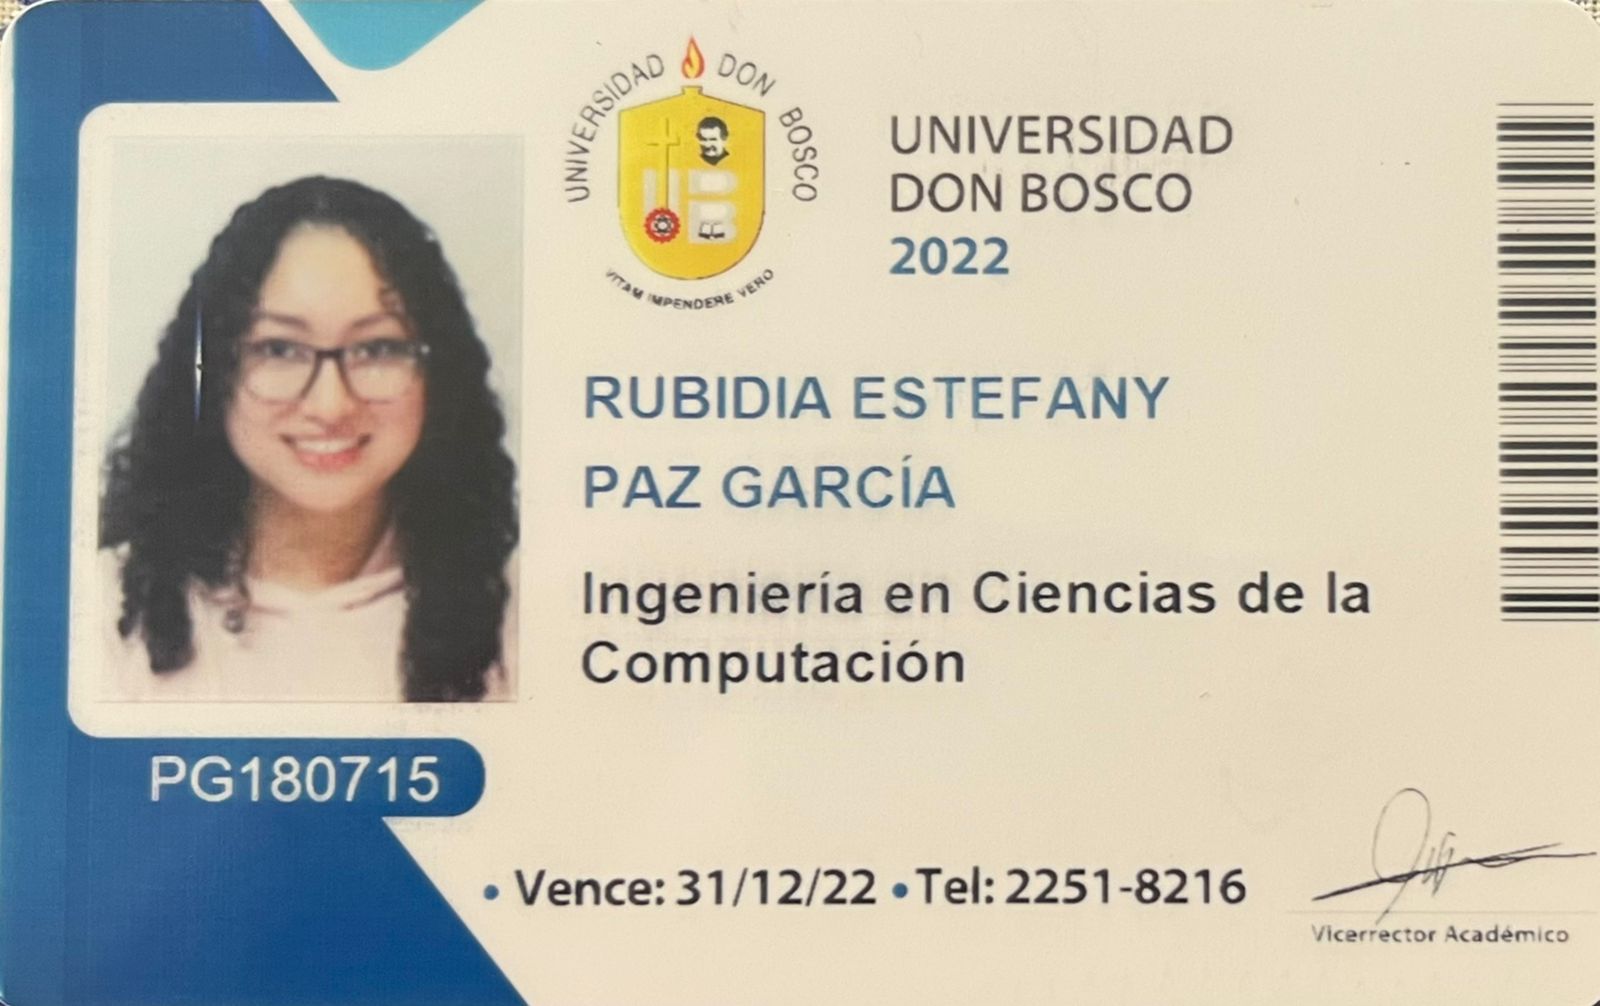 UNIVERSIDAD DON BOSCO
VITAM IMPENDERE VERO
UNIVERSIDAD
DON BOSCO
2022
RUBIDIA ESTEFANY
PAZ GARCÍA
Ingeniería en Ciencias de la
Computación
PG180715
• Vence: 31/12/22 • Tel: 2251-8216
Vicerrector Académico